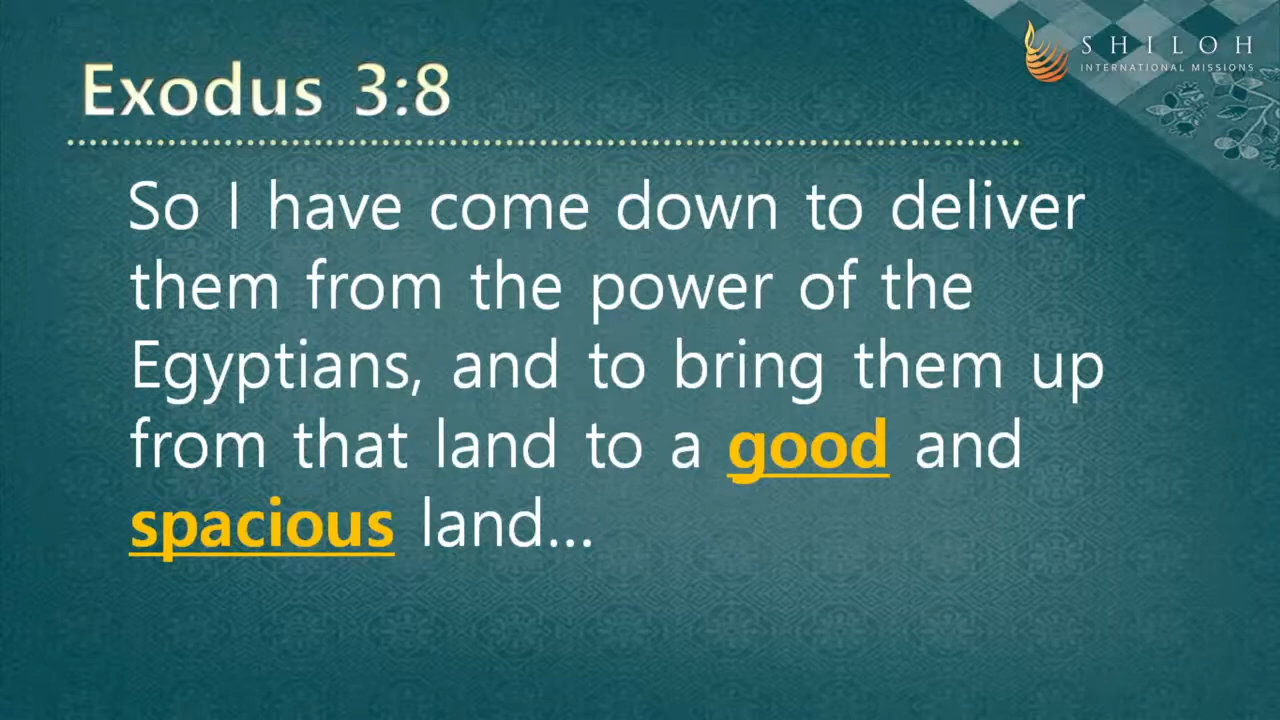 SHILOH
INTERNATIONAL MISSIONS
Exodus 3:8
So I have come down to deliver
them from the power of the
Egyptians, and to bring them up
from that land to a good and
spacious land...